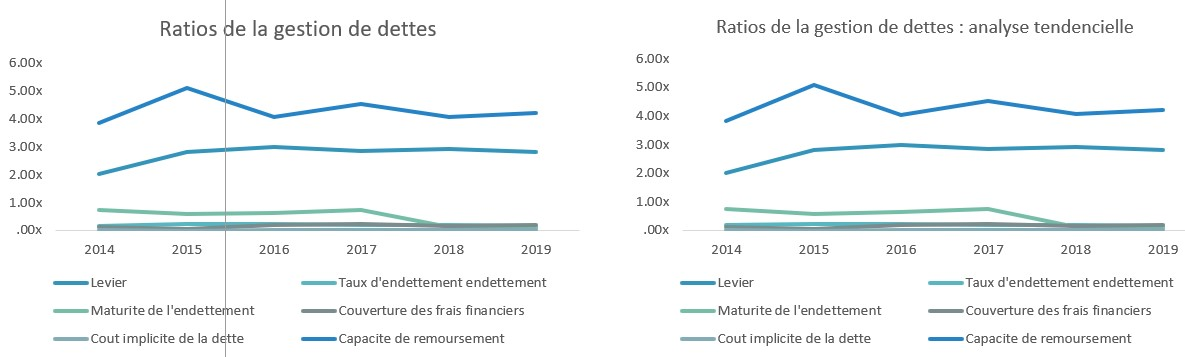 Ratios de la gestion de dettes
6.00x
5.00x
4.00x
3.00x
2.00x
1.00x
.00x
2014 2015 2016 2017 2018 2019
Levier Taux d'endettement endettement
Maturite de l'endettement Couverture des frais financiers
Cout implicite de la dette Capacite de remoursement
Ratios de la gestion de dettes : analyse tendencielle
6.00x
5.00x
4.00x
3.00x
2.00x
1.00x
.00x
2014 2015 2016 2017 2018 2019
Levier Taux d'endettement endettement
Maturite de l'endettement Couverture des frais financiers
Cout implicite de la dette Capacite de remoursement